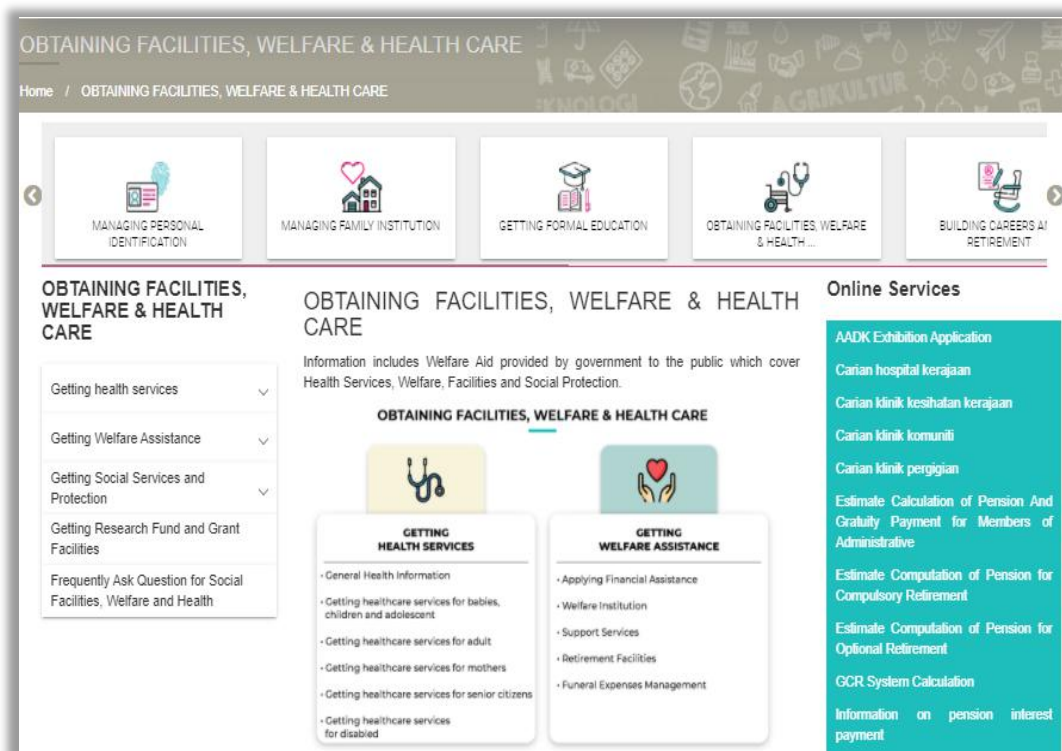 OBTAINING FACILITIES, WELFARE & HEALTH CARE
Home / OBTAINING FACILITIES, WELFARE & HEALTH CARE
AGRIKULTUR
MANAGING PERSONAL
IDENTIFICATION
MANAGING FAMILY INSTITUTION
GETTING FORMAL EDUCATION
OBTAINING FACILITIES, WELFARE
& HEALTH ...
BUILDING CAREERS A
RETIREMENT
OBTAINING FACILITIES,
WELFARE & HEALTH
CARE
Getting health services
Getting Welfare Assistance
Getting Social Services and
Protection
Getting Research Fund and Grant
Facilities
Frequently Ask Question for Social
Facilities, Welfare and Health
OBTAINING FACILITIES, WELFARE & HEALTH
CARE
Information includes Welfare Aid provided by government to the public which cover
Health Services, Welfare, Facilities and Social Protection.
OBTAINING FACILITIES, WELFARE & HEALTH CARE
GETTING
HEALTH SERVICES
• General Health Information
• Getting healthcare services for babies,
children and adolescent
• Getting healthcare services for adult
• Getting healthcare services for mothers
• Getting healthcare services for senior citizens
• Getting healthcare services
for disabled
GETTING
WELFARE ASSISTANCE
• Applying Financial Assistance
• Welfare Institution
• Support Services
• Retirement Facilities
• Funeral Expenses Management
Online Services
AADK Exhibition Application
Carian hospital kerajaan
Carian klinik kesihatan kerajaan
Carian klinik komuniti
Carian klinik pergigian
Estimate Calculation of Pension And
Gratuity Payment for Members of
Administrative
Estimate Computation of Pension for
Compulsory Retirement
Estimate Computation of Pension for
Optional Retirement
GCR System Calculation
Information on pension interest
payment